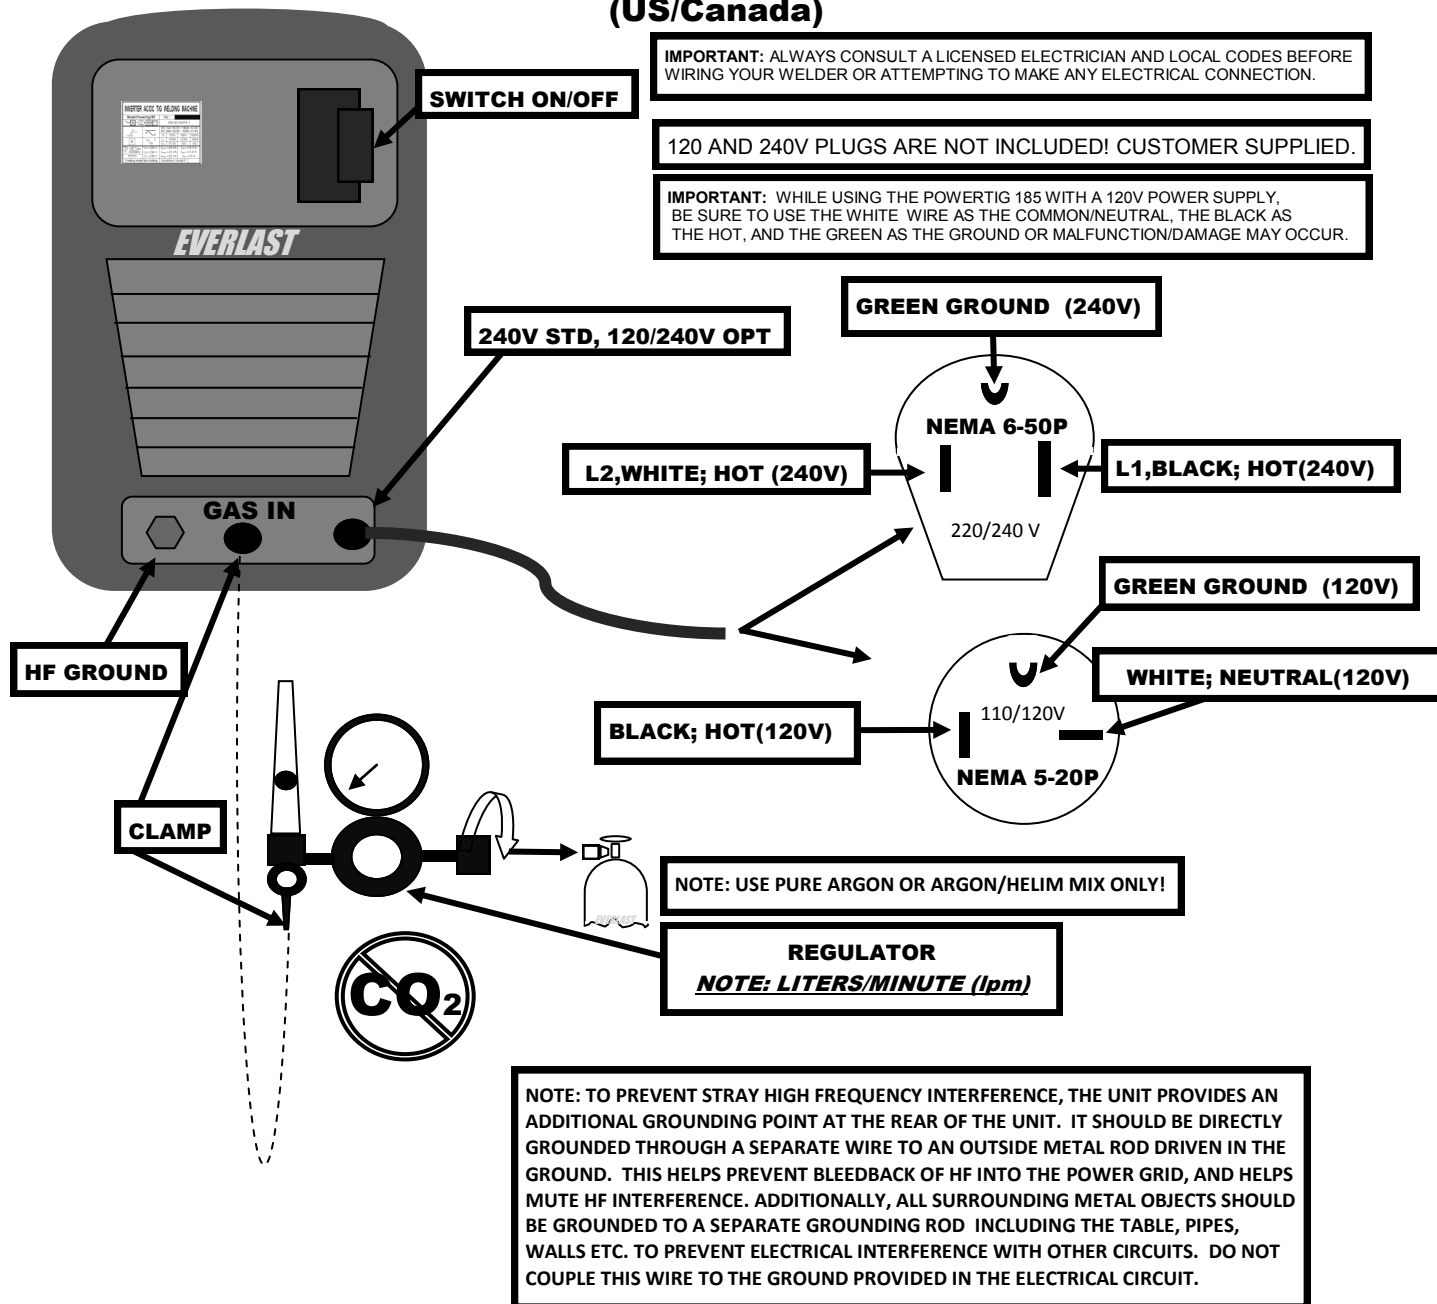 (US/Canada)
IMPORTANT: ALWAYS CONSULT A LICENSED ELECTRICIAN AND LOCAL CODES BEFORE
WIRING YOUR WELDER OR ATTEMPTING TO MAKE ANY ELECTRICAL CONNECTION.
SWITCH ON/OFF
INVERTER AC/DC TIG WELDING MACHINE
120 AND 240V PLUGS ARE NOT INCLUDED! CUSTOMER SUPPLIED.
IMPORTANT: WHILE USING THE POWERTIG 185 WITH A 120V POWER SUPPLY,
BE SURE TO USE THE WHITE WIRE AS THE COMMON/NEUTRAL, THE BLACK AS
THE HOT, AND THE GREEN AS THE GROUND OR MALFUNCTION/DAMAGE MAY OCCUR.
EVERLAST
GREEN GROUND (240V)
240V STD, 120/240V OPT
NEMA 6-50P
L2,WHITE; HOT (240V)
L1,BLACK; HOT(240V)
GAS IN
220/240 V
GREEN GROUND (120V)
HF GROUND
WHITE; NEUTRAL(120V)
110/120V
BLACK; HOT(120V)
NEMA 5-20P
CLAMP
NOTE: USE PURE ARGON OR ARGON/HELIM MIX ONLY!
EVERLAST
REGULATOR
NOTE: LITERS/MINUTE (lpm)
CO2
NOTE: TO PREVENT STRAY HIGH FREQUENCY INTERFERENCE, THE UNIT PROVIDES AN
ADDITIONAL GROUNDING POINT AT THE REAR OF THE UNIT. IT SHOULD BE DIRECTLY
GROUNDED THROUGH A SEPARATE WIRE TO AN OUTSIDE METAL ROD DRIVEN IN THE
GROUND. THIS HELPS PREVENT BLEEDBACK OF HF INTO THE POWER GRID, AND HELPS
MUTE HF INTERFERENCE. ADDITIONALLY, ALL SURROUNDING METAL OBJECTS SHOULD
BE GROUNDED TO A SEPARATE GROUNDING ROD INCLUDING THE TABLE, PIPES,
WALLS ETC. TO PREVENT ELECTRICAL INTERFERENCE WITH OTHER CIRCUITS. DO NOT
COUPLE THIS WIRE TO THE GROUND PROVIDED IN THE ELECTRICAL CIRCUIT.